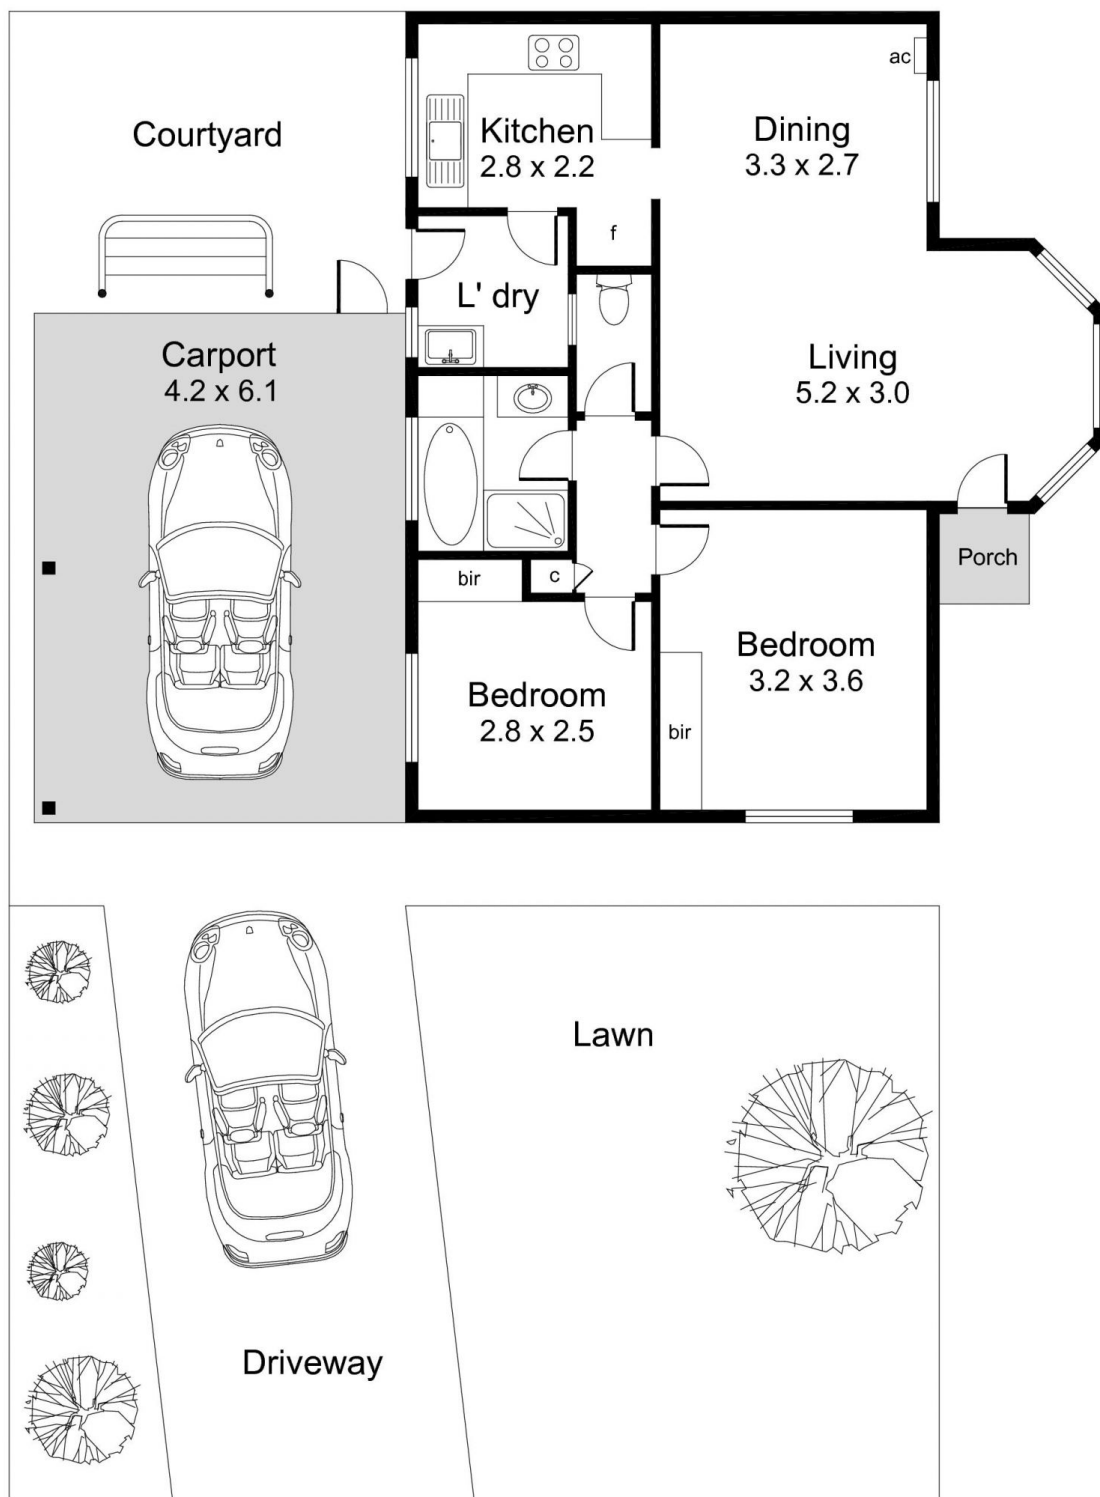 ac
Courtyard
Kitchen
2.8 x 2.2
Dining
3.3 x 2.7
f
L' dry
Carport
4.2 x 6.1
Living
5.2 x 3.0
Porch
bir
c
Bedroom
3.2 x 3.6
Bedroom
2.8 x 2.5
bir
Lawn
Driveway